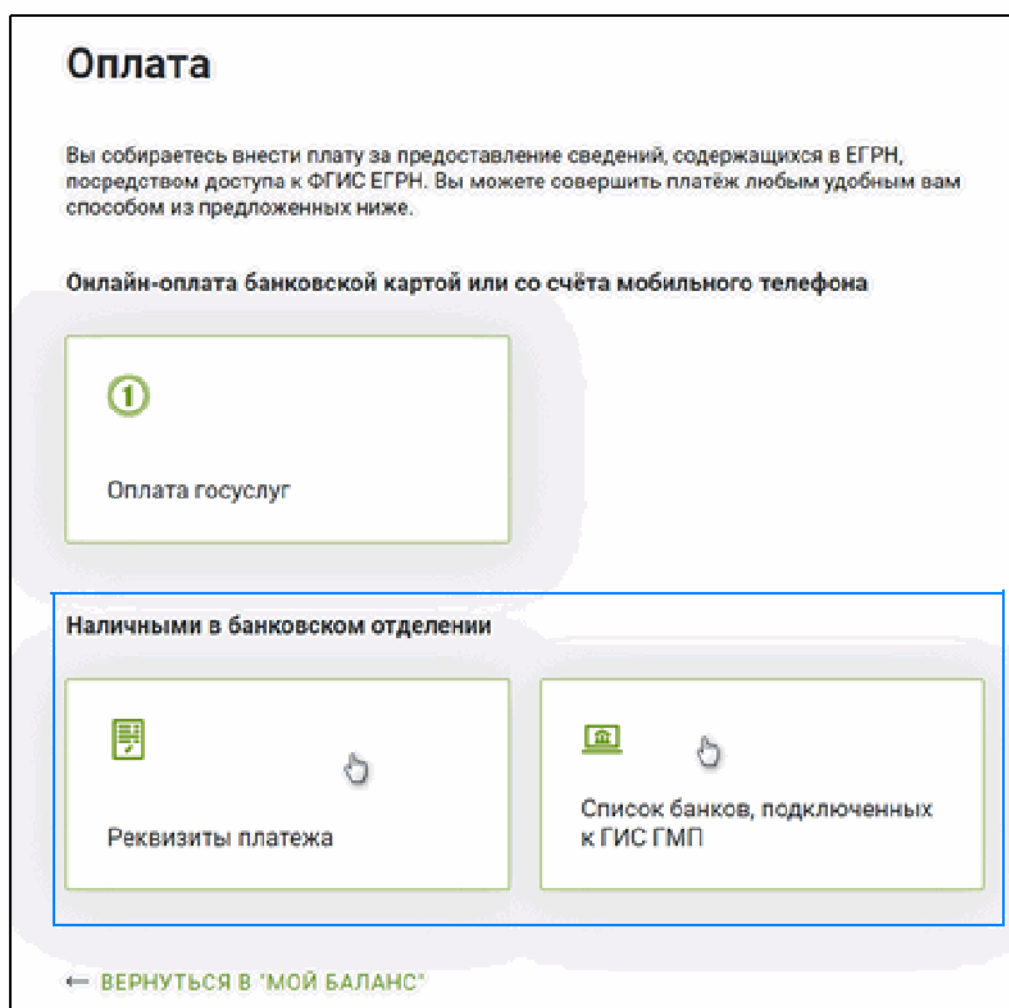 Оплата
Вы собираетесь внести плату за предоставление сведений, содержащихся в ЕГРН,
посредством доступа к ФГИС ЕГРН. Вы можете совершить платёж любым удобным вам
способом из предложенных ниже.
Онлайн-оплата банковской картой или со счёта мобильного телефона
1
Оплата госуслуг
Наличными в банковском отделении
Реквизиты платежа
Список банков, подключенных
к ГИС ГМП
← ВЕРНУТЬСЯ В "МОЙ БАЛАНС"